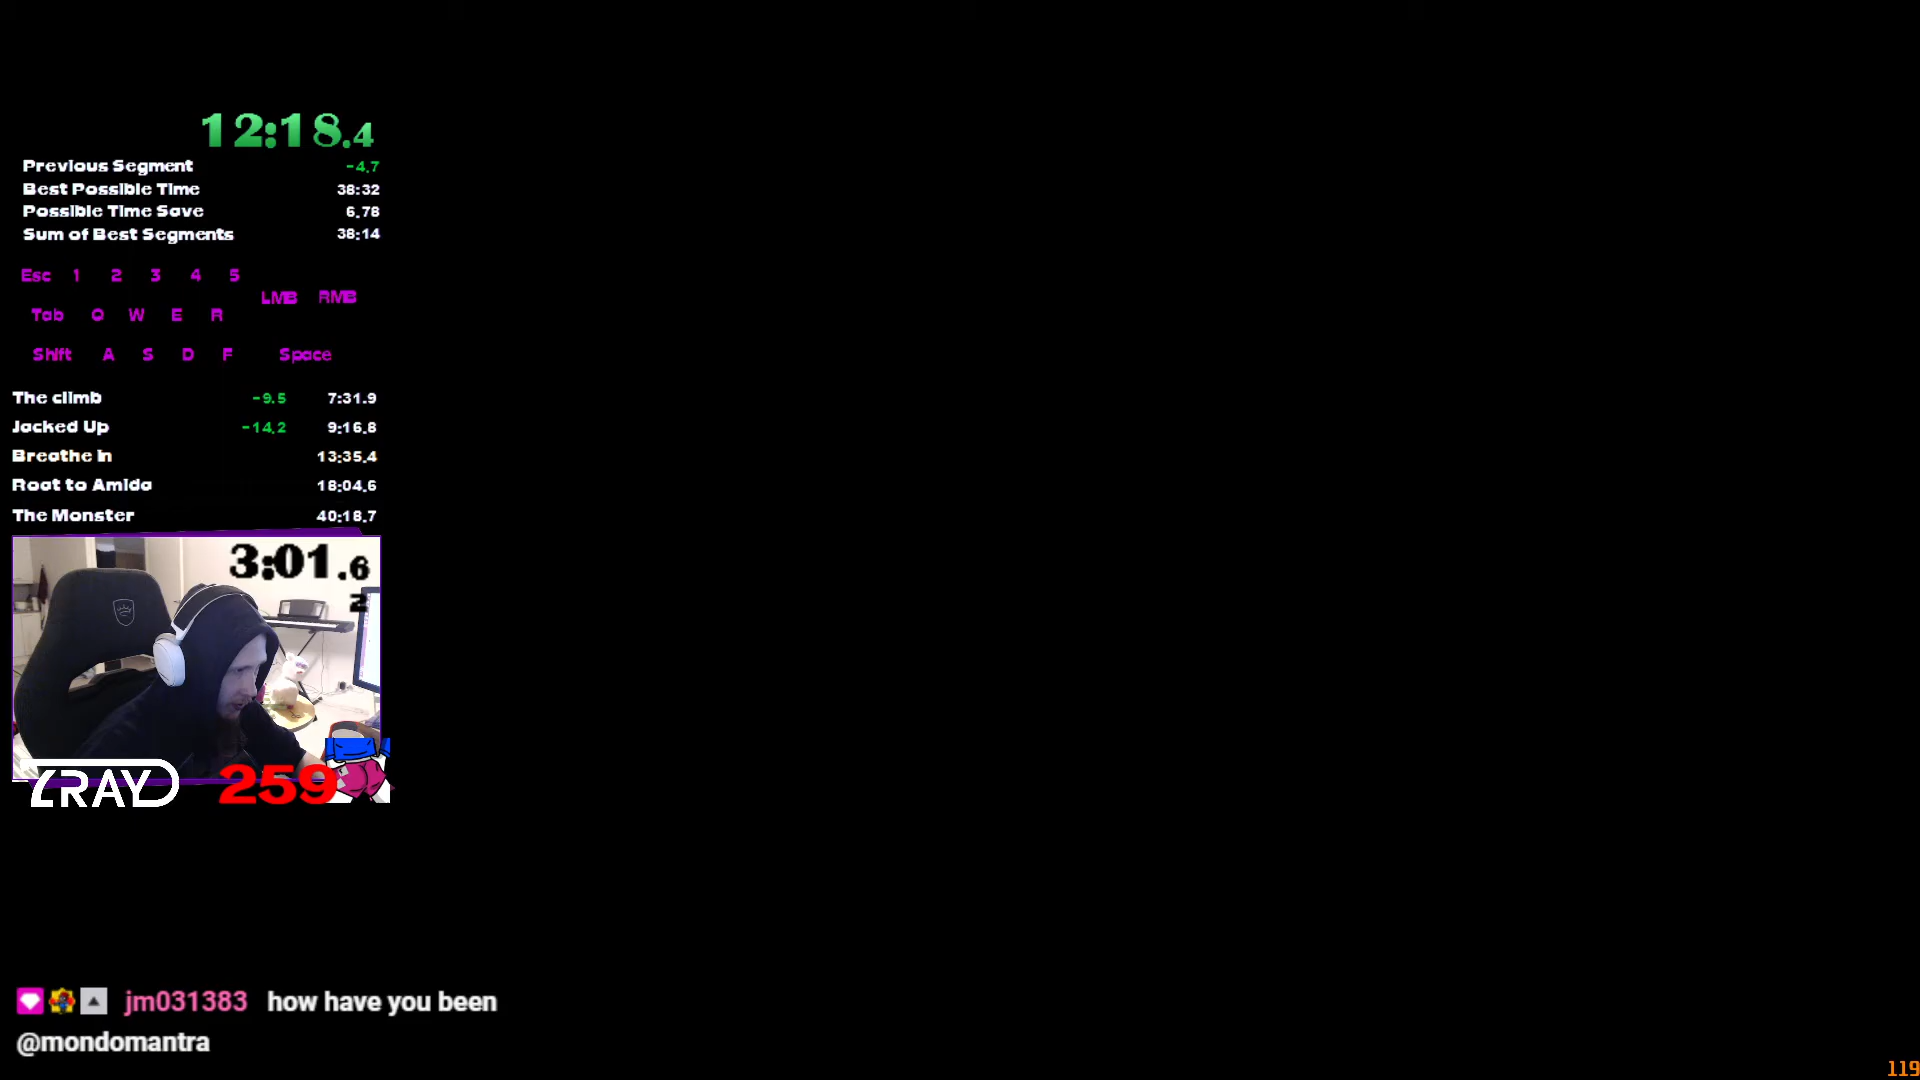 12:18.4
Previous Segment -4.7
Best Possible Time 38:32
Possible Time Save 6.78
Sum of Best Segments 38:14
Esc 1 2 3 4 5
LMB RMB
Tab Q W E R
Shift A S D F Space
The climb -9.5 7:31.9
Jacked Up -14.2 9:16.8
Breathe In 13:35.4
Root to Amida 18:04.6
The Monster 40:18.7
3:01.6
2
ZRAY 259
jm031383 how have you been
@mondomantra
119